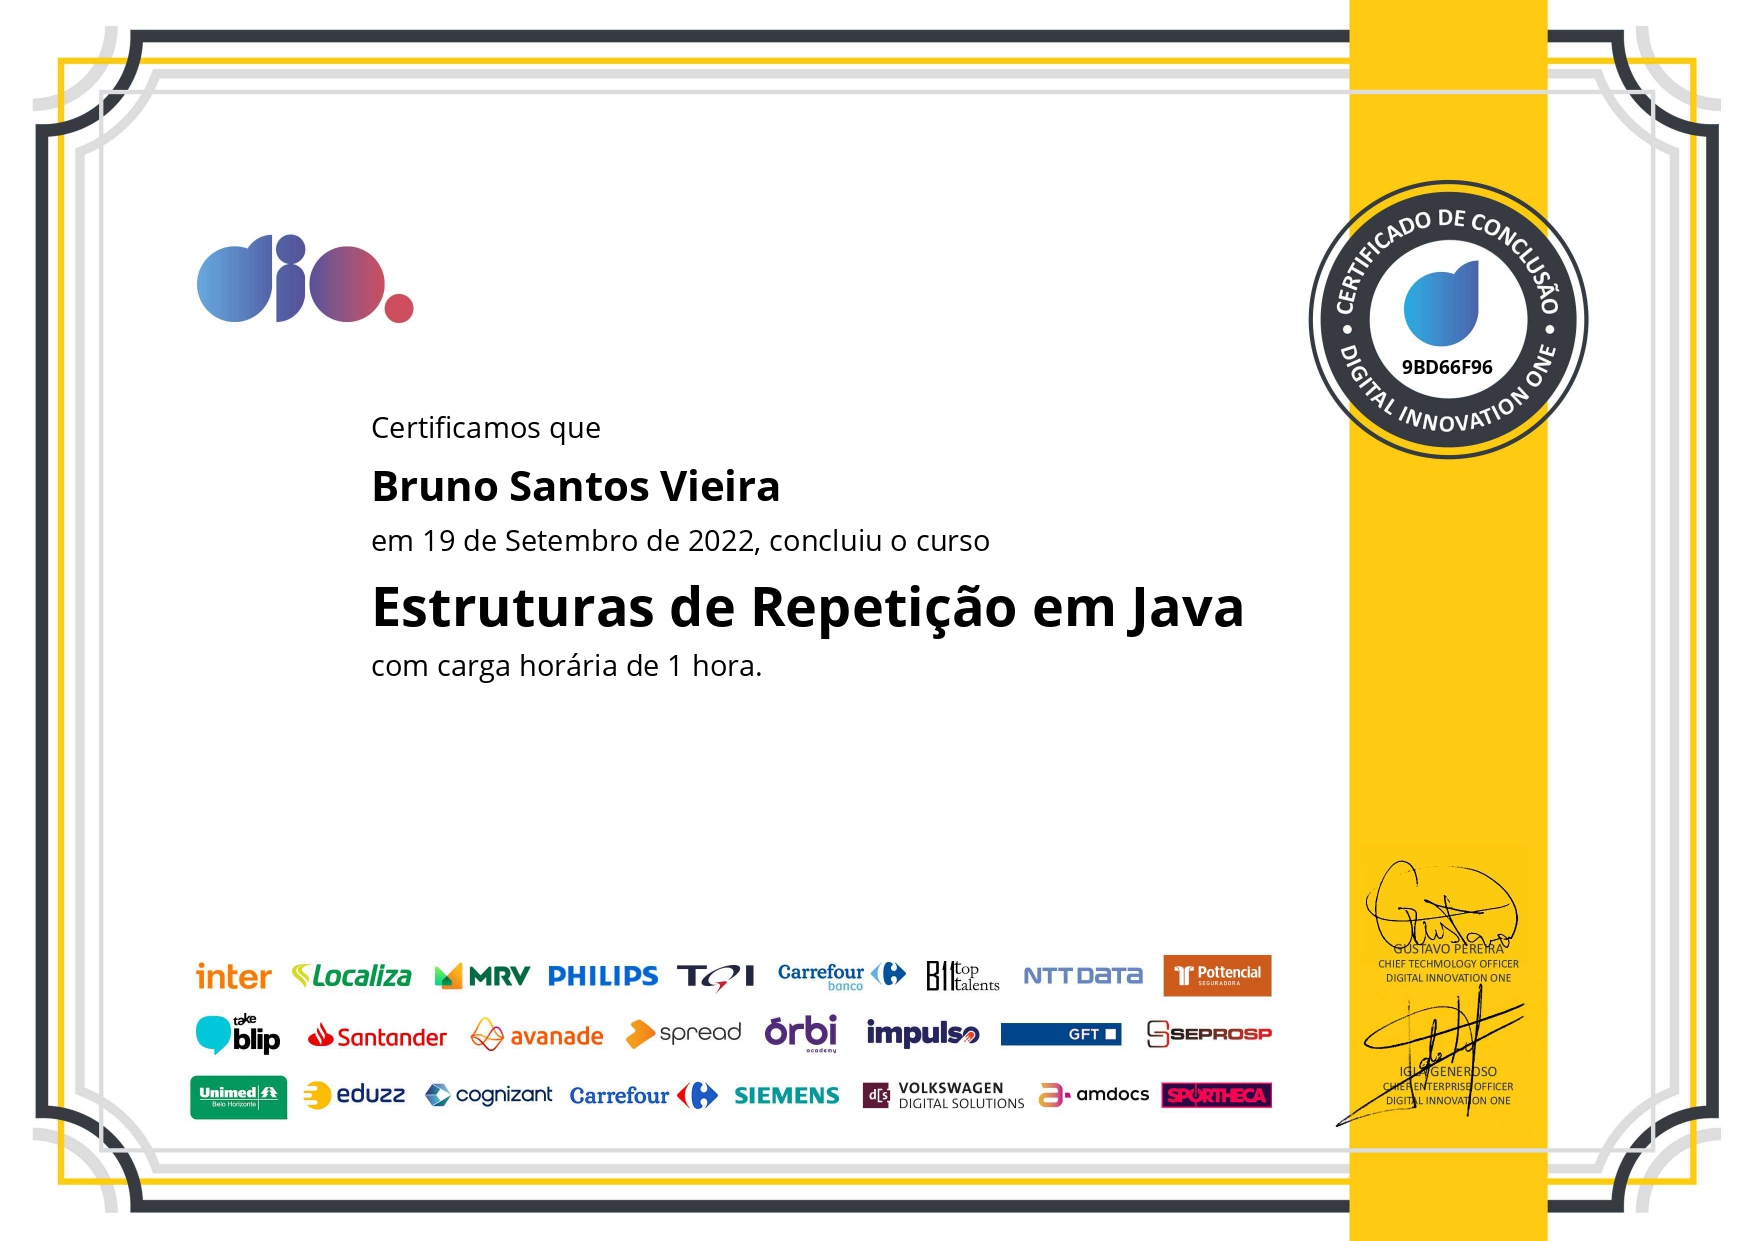 dio.
CERTIFICADO DE CONCLUSÃO
9BD66F96
DIGITAL INNOVATION ONE
Certificamos que
Bruno Santos Vieira
em 19 de Setembro de 2022, concluiu o curso
Estruturas de Repetição em Java
com carga horária de 1 hora.
Gustavo
GUSTAVO PEREIRA
CHIEF TECHNOLOGY OFFICER
DIGITAL INNOVATION ONE
IGLÁ GENEROSO
CHIEF ENTERPRISE OFFICER
DIGITAL INNOVATION ONE
inter Localiza MRV PHILIPS Carrefour banco top talents NTT DATA Pottencial SEGURADORA
take blip Santander avanade spread órbi academy impulso GFT SEPROSP
Unimed Belo Horizonte eduzz cognizant Carrefour SIEMENS d[s] VOLKSWAGEN DIGITAL SOLUTIONS amdocs SPORTHECA